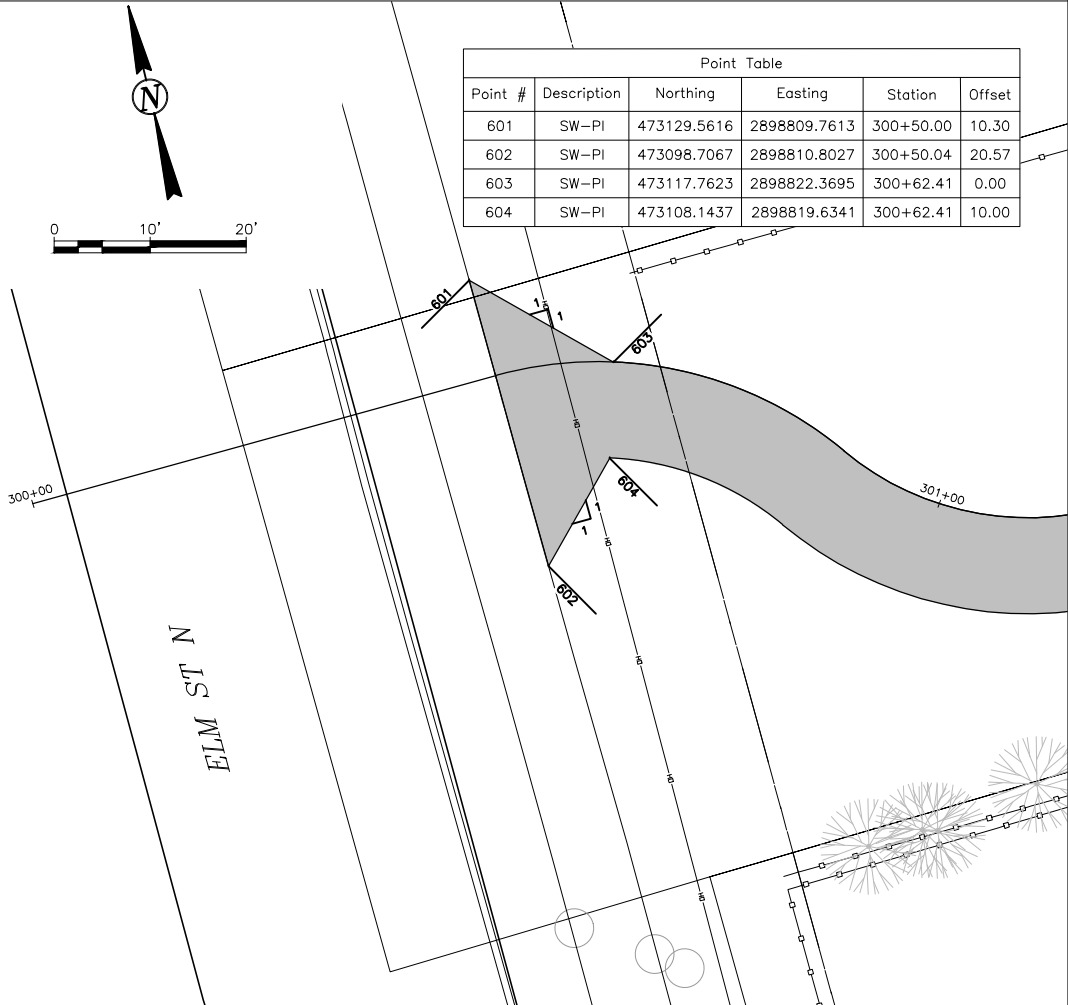 N
0 10' 20'
Point Table
Point # Description Northing Easting Station Offset
601 SW-PI 473129.5616 2898809.7613 300+50.00 10.30
602 SW-PI 473098.7067 2898810.8027 300+50.04 20.57
603 SW-PI 473117.7623 2898822.3695 300+62.41 0.00
604 SW-PI 473108.1437 2898819.6341 300+62.41 10.00
601
1
1
603
604
1
1
602
300+00
301+00
ELM ST N